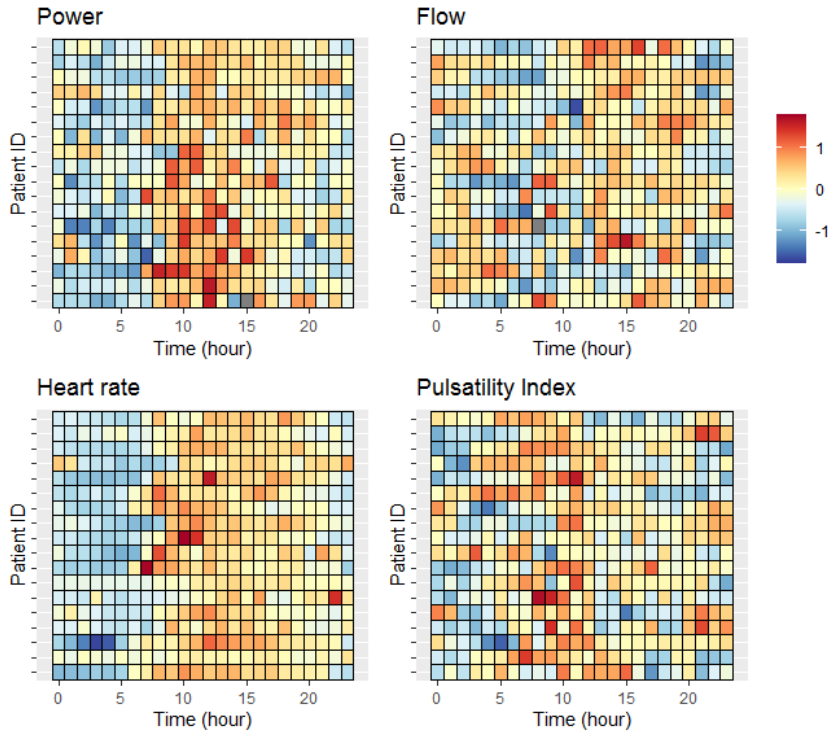 Power
Patient ID
0 5 10 15 20
Time (hour)
Flow
Patient ID
0 5 10 15 20
Time (hour)
1
0
-1
Heart rate
Patient ID
0 5 10 15 20
Time (hour)
Pulsatility Index
Patient ID
0 5 10 15 20
Time (hour)